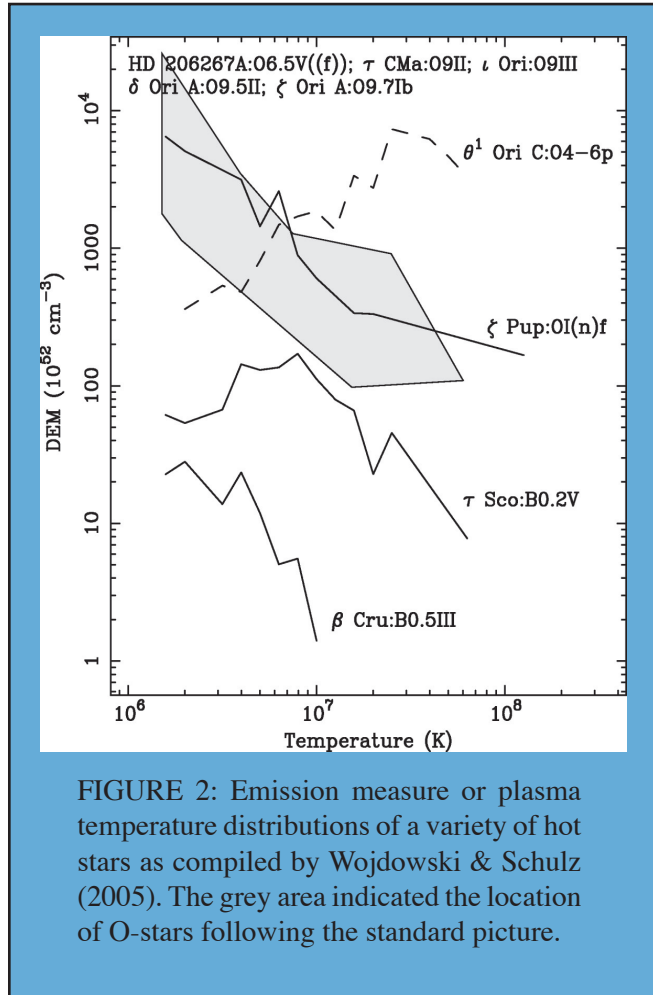 HD 206267A:O6.5V((f)); τ CMa:O9II; ι Ori:O9III
δ Ori A:O9.5II; ζ Ori A:O9.7Ib
10⁴
1000
100
10
1
DEM (10⁵² cm⁻³)
θ¹ Ori C:O4-6p
ζ Pup:OI(n)f
τ Sco:B0.2V
β Cru:B0.5III
10⁶
10⁷
10⁸
Temperature (K)
FIGURE 2: Emission measure or plasma
temperature distributions of a variety of hot
stars as compiled by Wojdowski & Schulz
(2005). The grey area indicated the location
of O-stars following the standard picture.